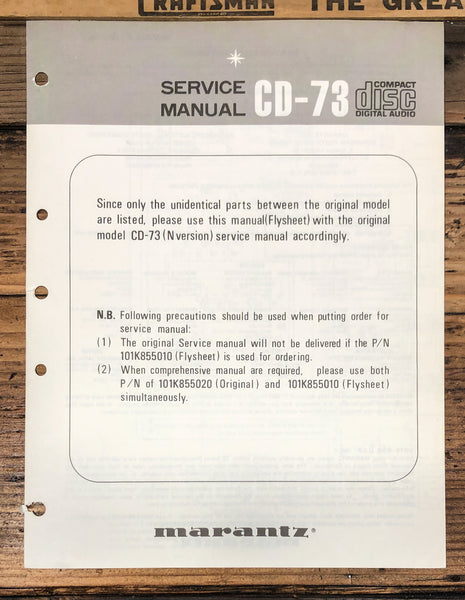 CRAFTSMAN THE GREA
SERVICE
MANUAL CD-73 COMPACT
disc
DIGITAL AUDIO
Since only the unidentical parts between the original model
are listed, please use this manual(Flysheet) with the original
model CD-73 (N version) service manual accordingly.
N.B. Following precautions should be used when putting order for
service manual:
(1) The original Service manual will not be delivered if the P/N
101K855010 (Flysheet) is used for ordering.
(2) When comprehensive manual are required, please use both
P/N of 101K855020 (Original) and 101K855010 (Flysheet)
simultaneously.
marantz®